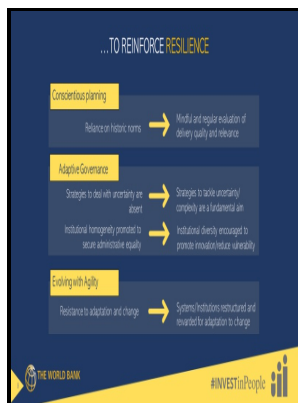 ...TO REINFORCE RESILIENCE
Conscientious planning
Reliance on historic norms
Mindful and regular evaluation of
delivery quality and relevance
Adaptive Governance
Strategies to deal with uncertainty are
absent
Strategies to tackle uncertainty/
complexity are a fundamental aim
Institutional homogeneity promoted to
secure administrative equality
Institutional diversity encouraged to
promote innovation/reduce vulnerability
Evolving with Agility
Resistance to adaptation and change
Systems/Institutions restructured and
rewarded for adaptation to change
THE WORLD BANK
#INVESTinPeople